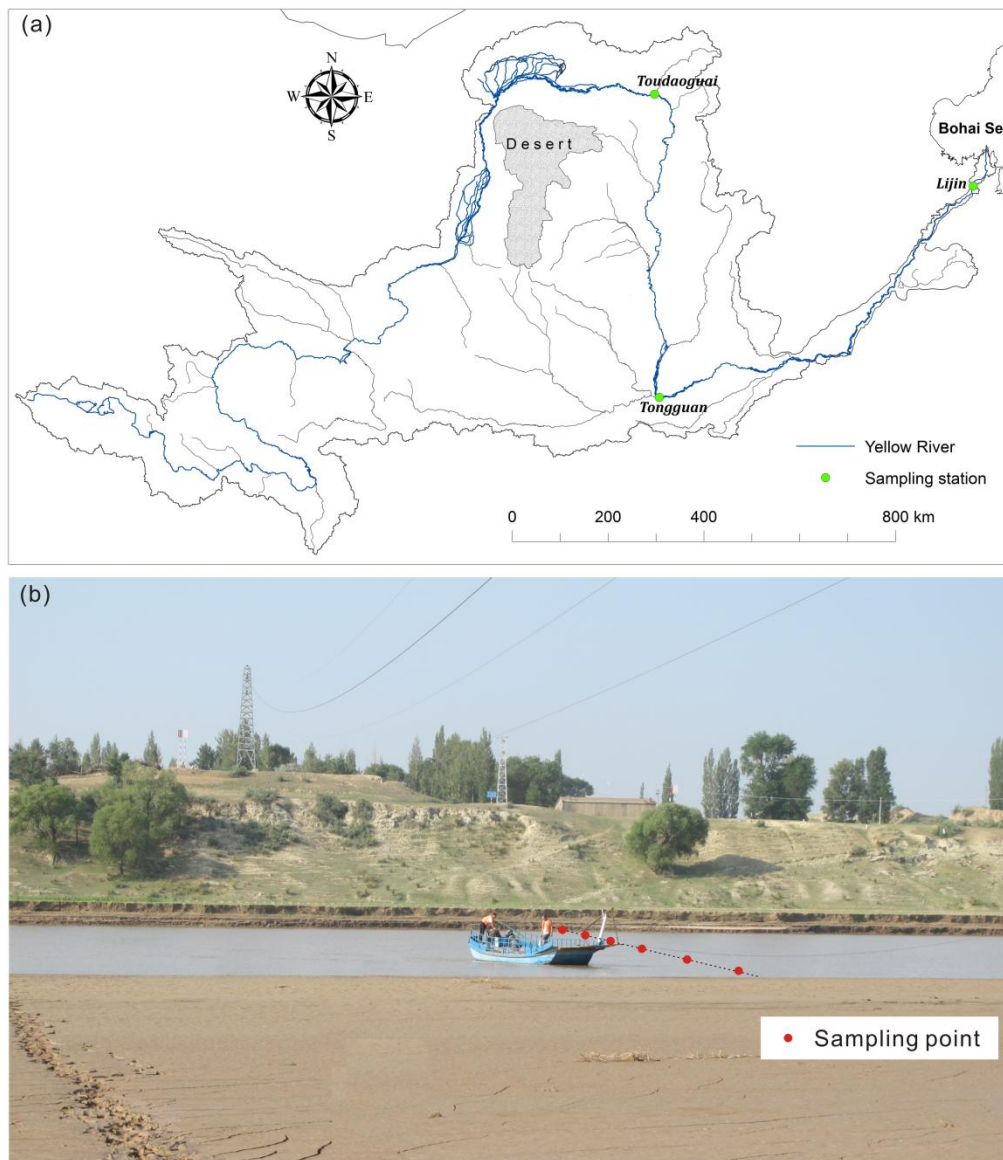 (a)
N
W
E
S
Toudaoguai
Desert
Bohai Se
Lijin
Tongguan
Yellow River
Sampling station
0 200 400 800 km
(b)
Sampling point